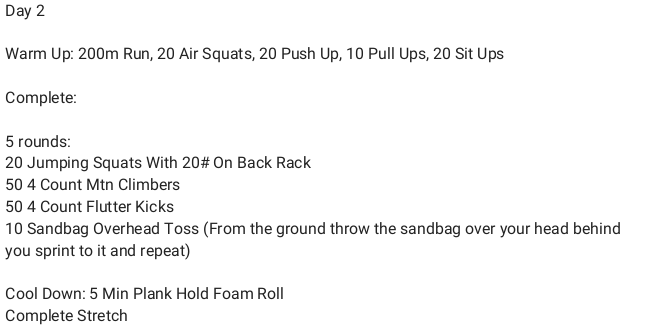 Day 2
Warm Up: 200m Run, 20 Air Squats, 20 Push Up, 10 Pull Ups, 20 Sit Ups
Complete:
5 rounds:
20 Jumping Squats With 20# On Back Rack
50 4 Count Mtn Climbers
50 4 Count Flutter Kicks
10 Sandbag Overhead Toss (From the ground throw the sandbag over your head behind
you sprint to it and repeat)
Cool Down: 5 Min Plank Hold Foam Roll
Complete Stretch